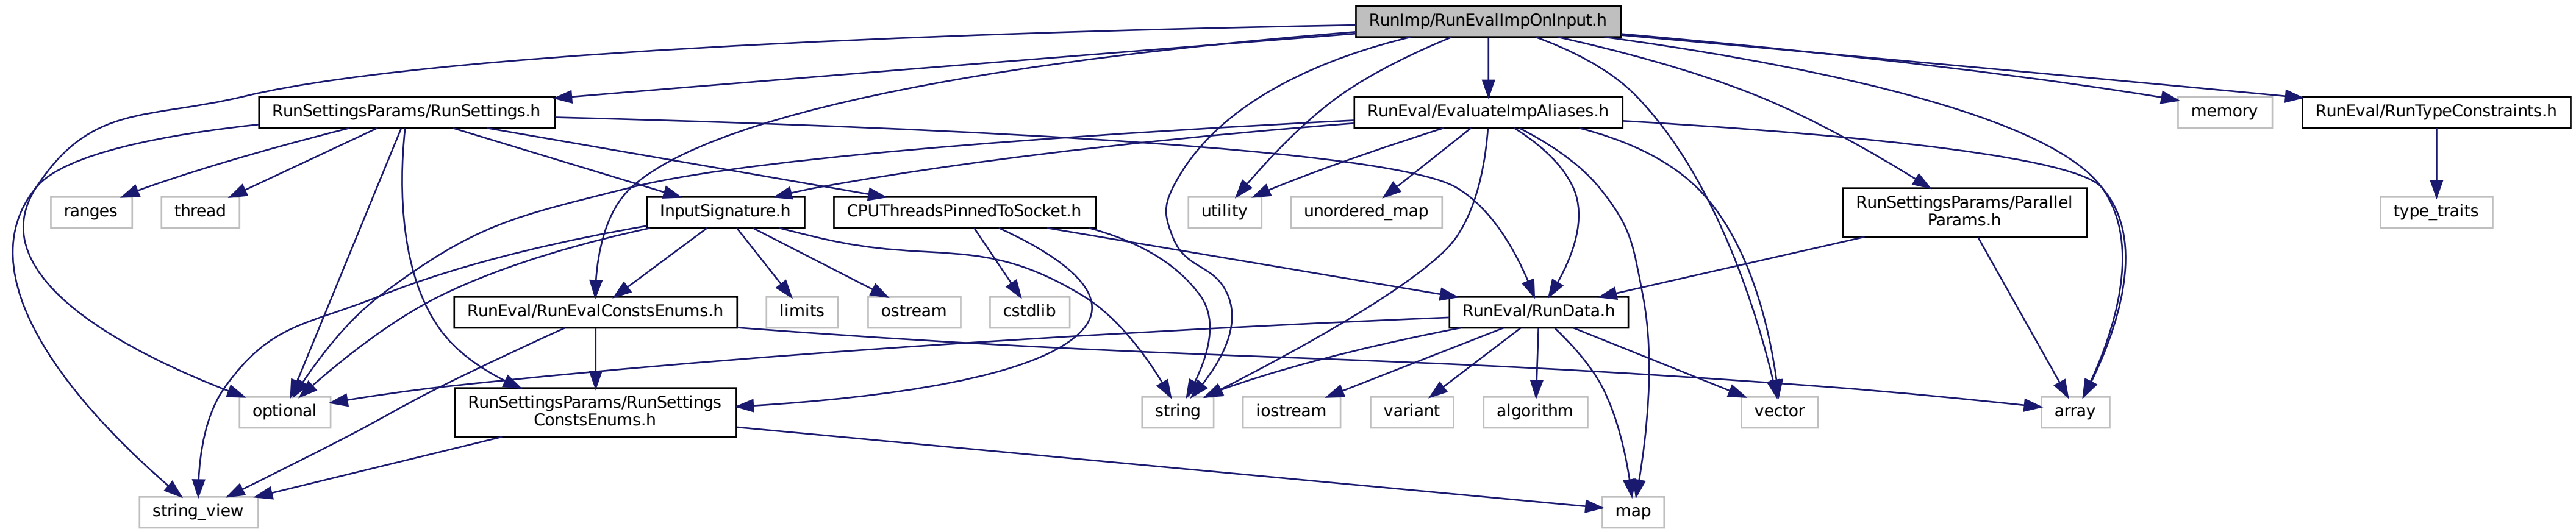 RunImp/RunEvalImpOnInput.h
RunSettingsParams/RunSettings.h
RunEval/EvaluateImpAliases.h
memory
RunEval/RunTypeConstraints.h
ranges
thread
InputSignature.h
CPUThreadsPinnedToSocket.h
utility
unordered_map
RunSettingsParams/Parallel
Params.h
type_traits
RunEval/RunEvalConstsEnums.h
limits
ostream
cstdlib
RunEval/RunData.h
optional
RunSettingsParams/RunSettings
ConstsEnums.h
string
iostream
variant
algorithm
vector
array
string_view
map